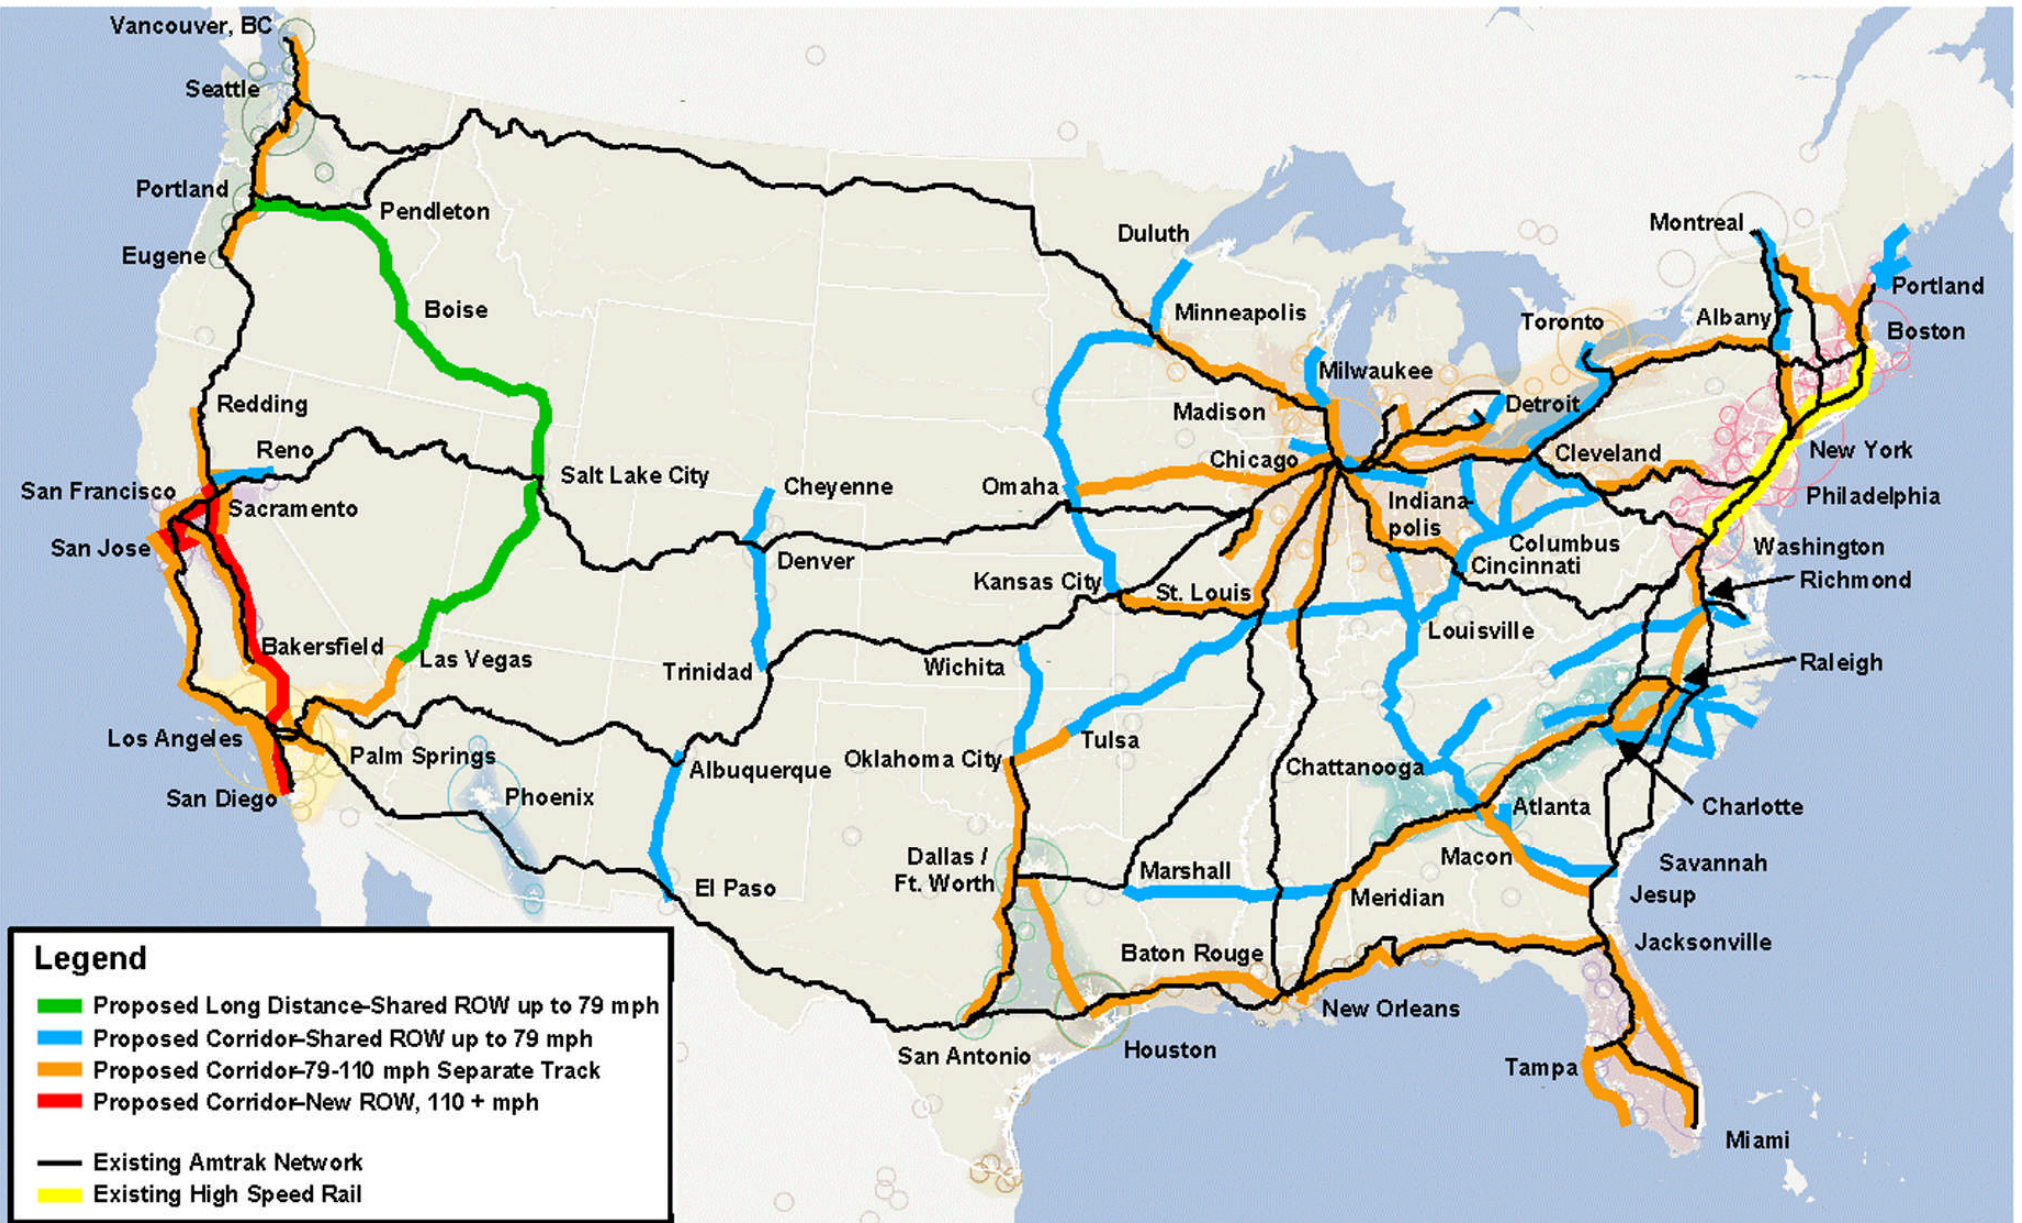 Vancouver, BC
Seattle
Portland
Pendleton
Eugene
Boise
Redding
Reno
San Francisco
Sacramento
San Jose
Salt Lake City
Cheyenne
Denver
Bakersfield
Las Vegas
Trinidad
Los Angeles
Palm Springs
San Diego
Phoenix
Albuquerque
El Paso
Duluth
Minneapolis
Milwaukee
Madison
Chicago
Omaha
Kansas City
St. Louis
Wichita
Oklahoma City
Tulsa
Dallas /
Ft. Worth
Marshall
Baton Rouge
San Antonio
Houston
New Orleans
Meridian
Montreal
Portland
Toronto
Albany
Boston
Detroit
Cleveland
New York
Indiana-
polis
Philadelphia
Columbus
Cincinnati
Washington
Richmond
Louisville
Raleigh
Chattanooga
Atlanta
Charlotte
Macon
Savannah
Jesup
Jacksonville
Tampa
Miami
Legend
Proposed Long Distance-Shared ROW up to 79 mph
Proposed Corridor-Shared ROW up to 79 mph
Proposed Corridor-79-110 mph Separate Track
Proposed Corridor-New ROW, 110 + mph
Existing Amtrak Network
Existing High Speed Rail